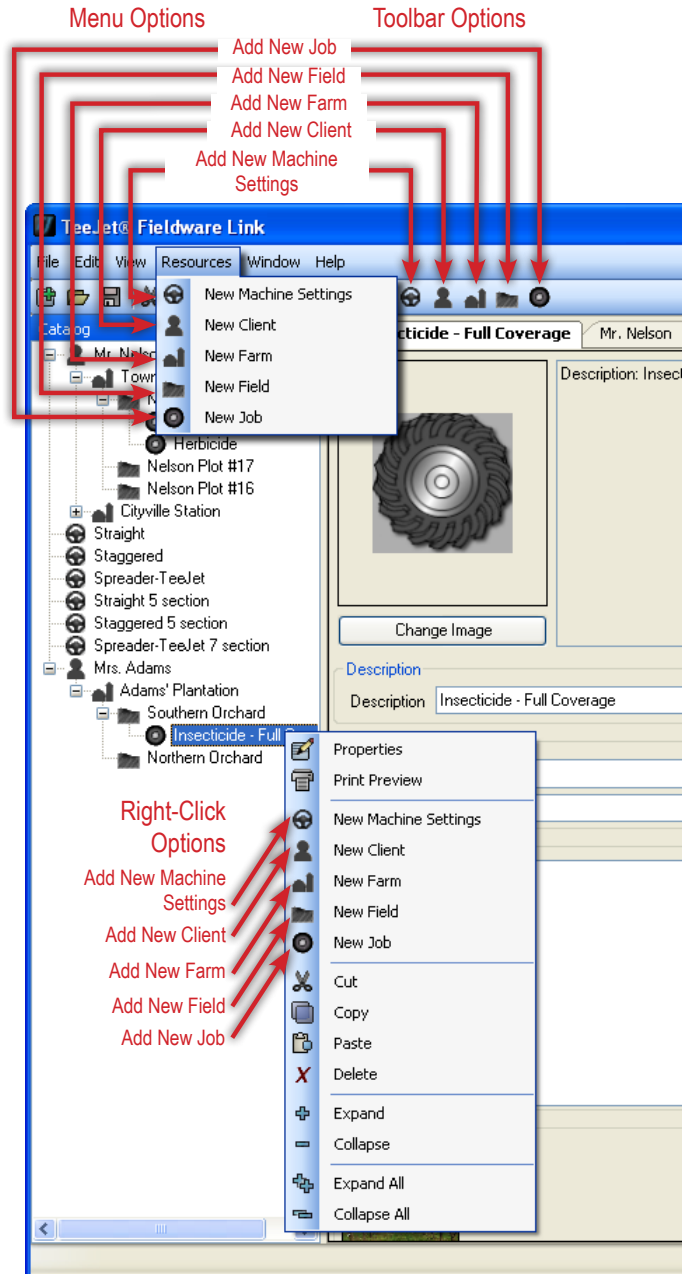 Menu Options
Toolbar Options
Add New Job
Add New Field
Add New Farm
Add New Client
Add New Machine
Settings
TeeJet® Fieldware Link
File Edit View Resources Window Help
New Machine Settings
New Client
New Farm
New Field
New Job
Catalog
Mr. Nelson
Herbicide
Nelson Plot #17
Nelson Plot #16
Cityville Station
Straight
Staggered
Spreader-TeeJet
Straight 5 section
Staggered 5 section
Spreader-TeeJet 7 section
Mrs. Adams
Adams' Plantation
Southern Orchard
Insecticide - Full
Northern Orchard
- Full Coverage
Mr. Nelson
Description: Insect
Change Image
Description
Description Insecticide - Full Coverage
Properties
Print Preview
New Machine Settings
New Client
New Farm
New Field
New Job
Cut
Copy
Paste
Delete
Expand
Collapse
Expand All
Collapse All
Right-Click
Options
Add New Machine
Settings
Add New Client
Add New Farm
Add New Field
Add New Job